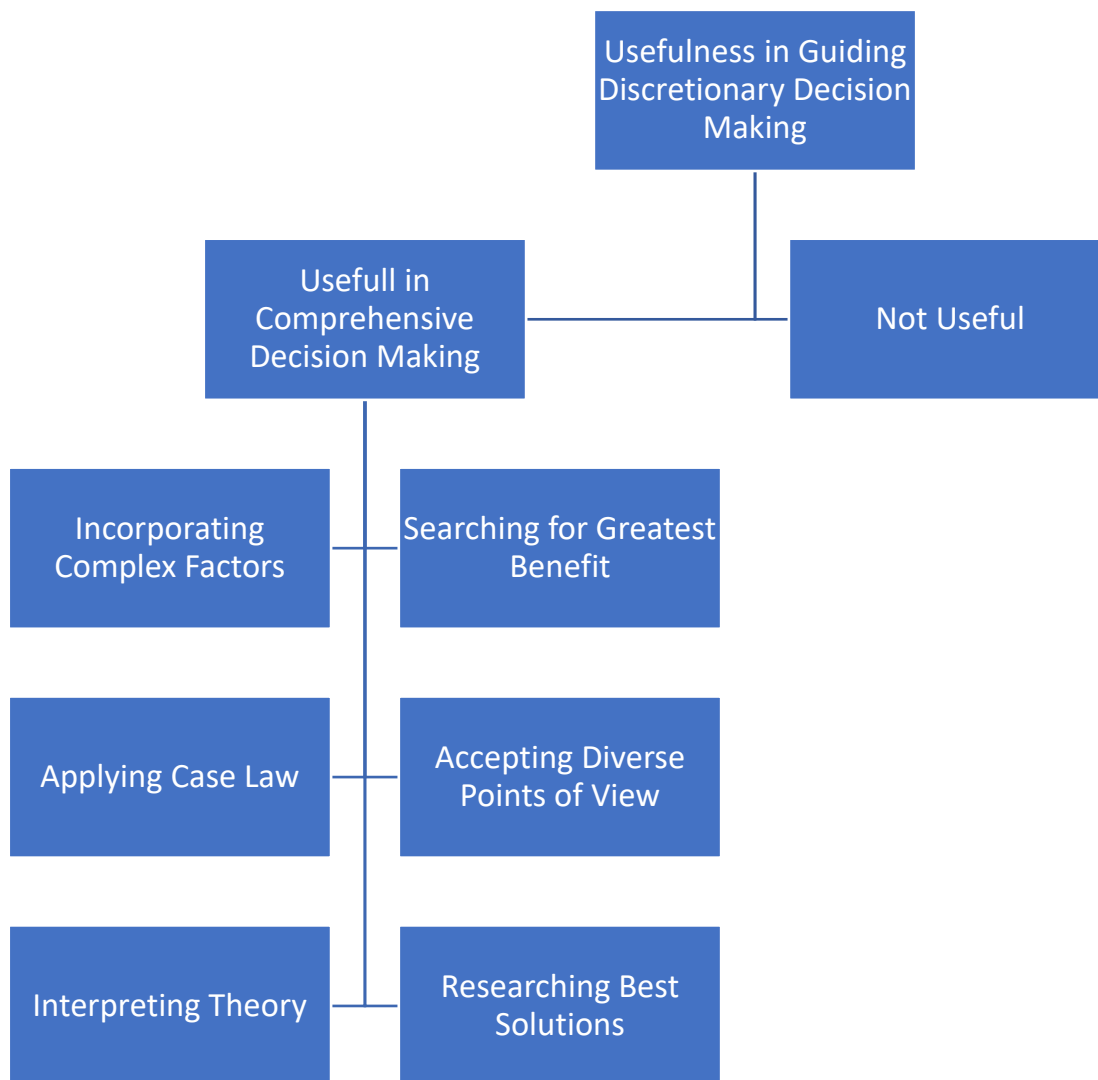 Usefulness in Guiding
Discretionary Decision
Making
Usefull in
Comprehensive
Decision Making
Not Useful
Incorporating
Complex Factors
Searching for Greatest
Benefit
Applying Case Law
Accepting Diverse
Points of View
Interpreting Theory
Researching Best
Solutions